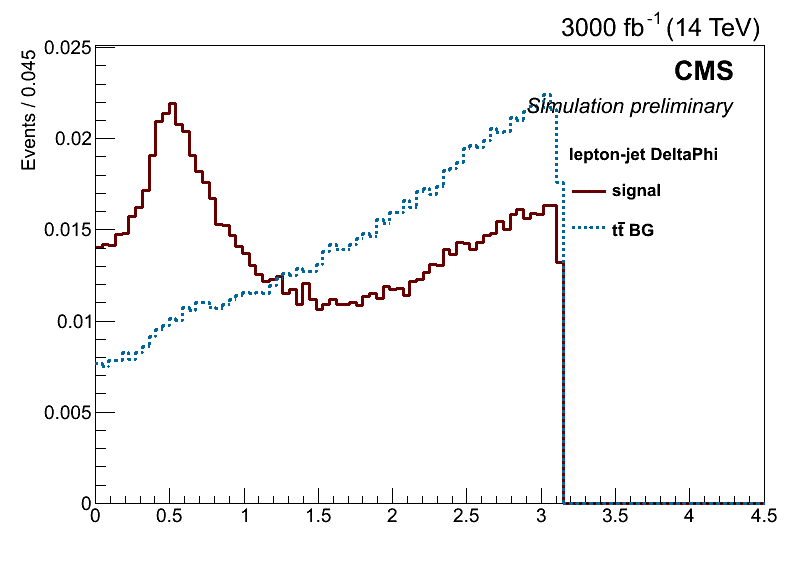 3000 fb⁻¹ (14 TeV)
Events / 0.045
0.025
0.02
0.015
0.01
0.005
0
CMS
Simulation preliminary
lepton-jet DeltaPhi
signal
tt̄ BG
0 0.5 1 1.5 2 2.5 3 3.5 4 4.5